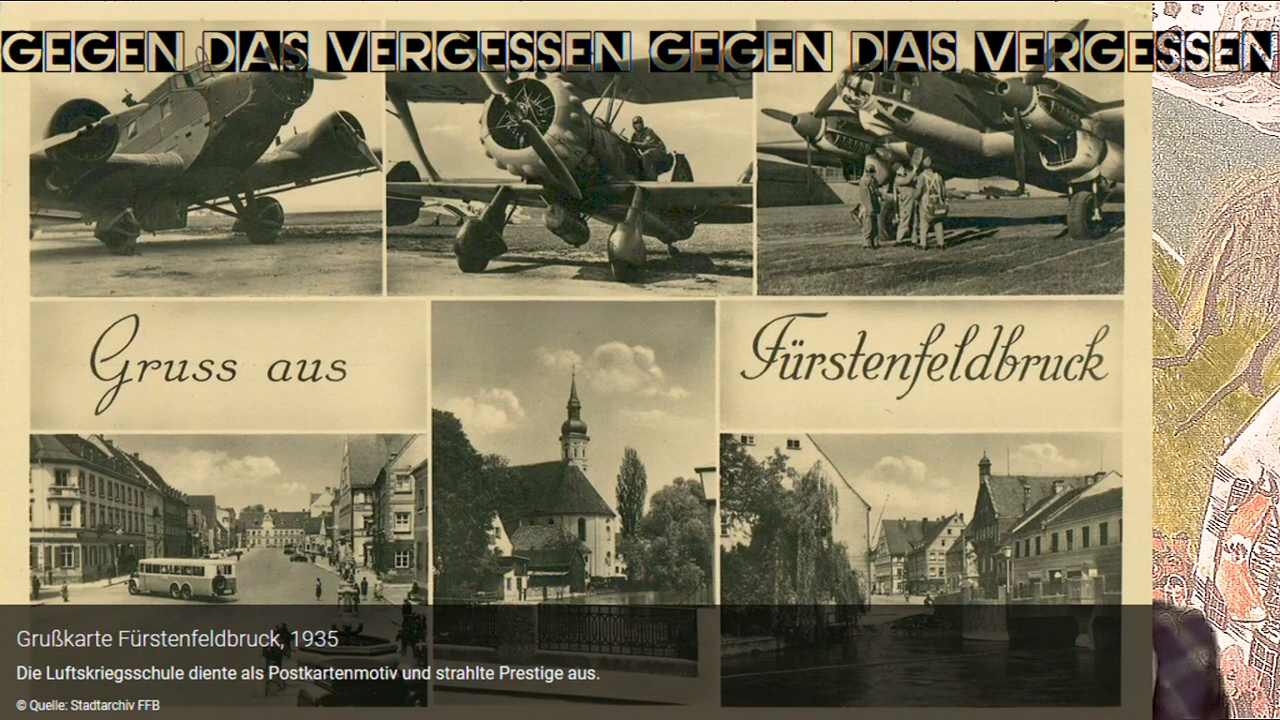 GEGEN DAS VERGESSEN GEGEN DAS VERGESSEN
Gruss aus
Fürstenfeldbruck
Grußkarte Fürstenfeldbruck, 1935
Die Luftskriegsschule diente als Postkartenmotiv und strahlte Prestige aus.
© Quelle: Stadtarchiv FFB